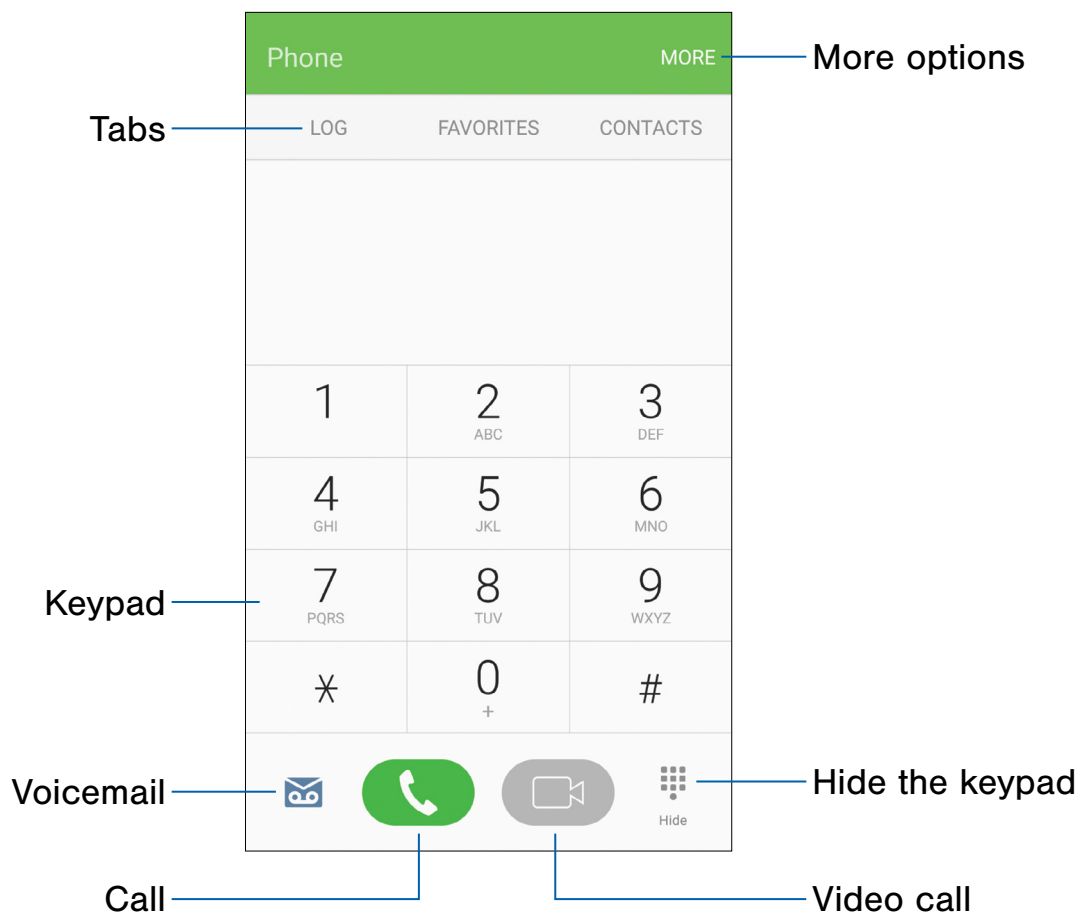 Phone MORE More options
Tabs LOG FAVORITES CONTACTS
1 2 3
ABC DEF
4 5 6
GHI JKL MNO
Keypad 7 8 9
PQRS TUV WXYZ
* 0 #
+
Voicemail Hide the keypad
Hide
Call Video call